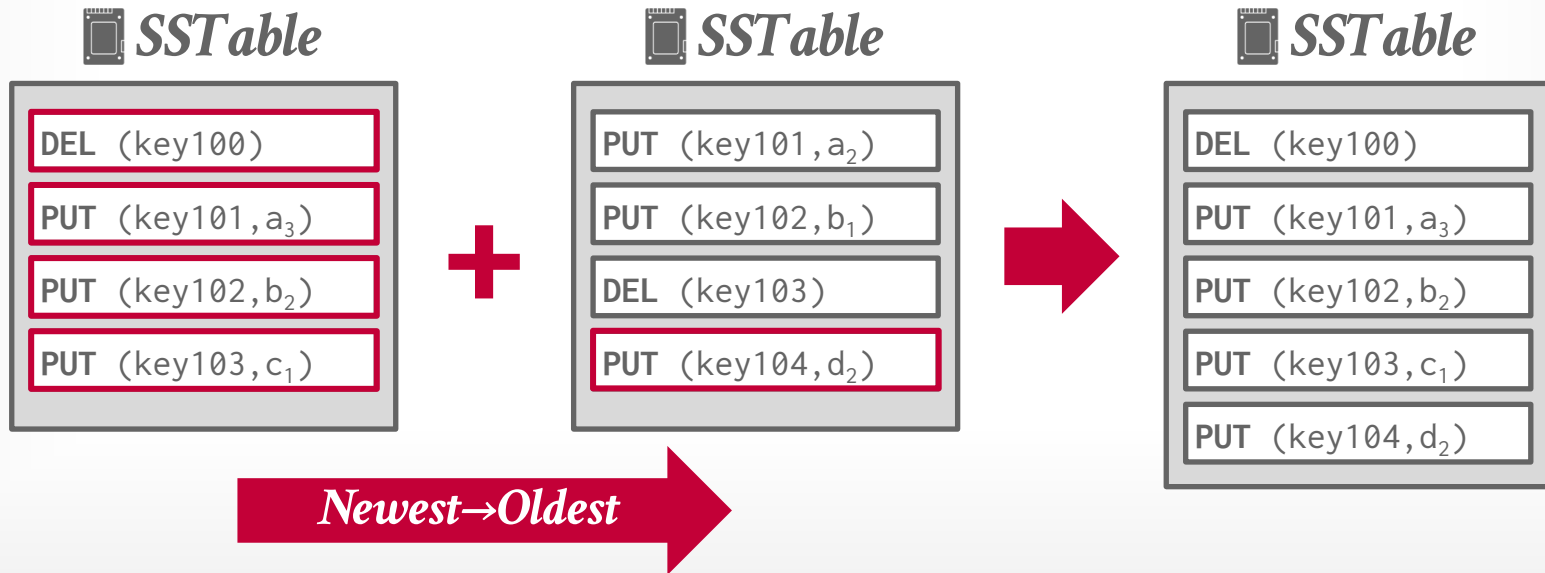 SSTable
DEL (key100)
PUT (key101,a₃)
PUT (key102,b₂)
PUT (key103,c₁)
SSTable
PUT (key101,a₂)
PUT (key102,b₁)
DEL (key103)
PUT (key104,d₂)
SSTable
DEL (key100)
PUT (key101,a₃)
PUT (key102,b₂)
PUT (key103,c₁)
PUT (key104,d₂)
Newest→Oldest